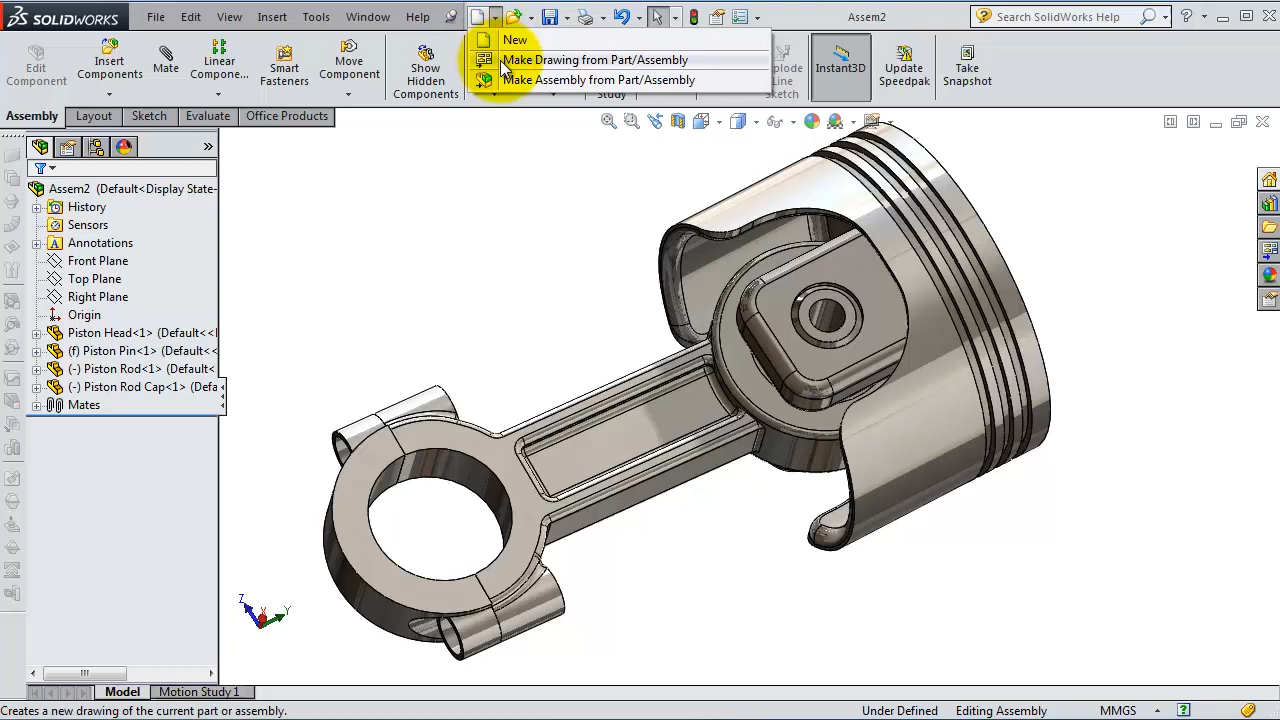 SOLIDWORKS
File Edit View Insert Tools Window Help
Assem2
Search SolidWorks Help
New
Make Drawing from Part/Assembly
Make Assembly from Part/Assembly
Edit Component
Insert Components
Mate
Linear Compone...
Smart Fasteners
Move Component
Show Hidden Components
Study
Sketch
Instant3D
Update Speedpak
Take Snapshot
Assembly Layout Sketch Evaluate Office Products
Assem2 (Default<Display State-
History
Sensors
Annotations
Front Plane
Top Plane
Right Plane
Origin
Piston Head<1> (Default<<
(f) Piston Pin<1> (Default<<
(-) Piston Rod<1> (Default<
(-) Piston Rod Cap<1> (Defa
Mates
Z X Y
Model Motion Study 1
Creates a new drawing of the current part or assembly.
Under Defined Editing Assembly MMGS